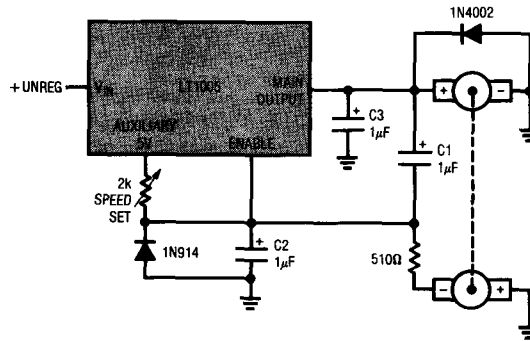 1N4002
+UNREG
VIN
LT1005
MAIN
OUTPUT
AUXILIARY
5V
ENABLE
+
-
+
C3
1µF
+
C1
1µF
2k
SPEED
SET
1N914
+
C2
1µF
510Ω
-
+